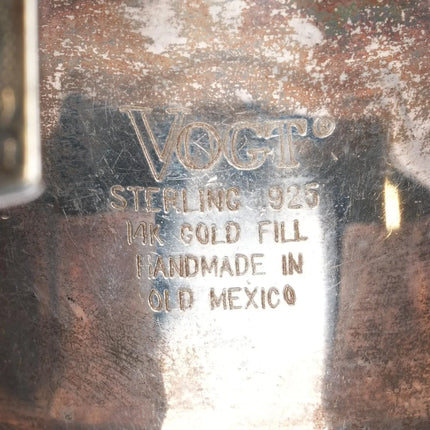 VOGT®
STERLING .925
14K GOLD FILL
HANDMADE IN
OLD MEXICO